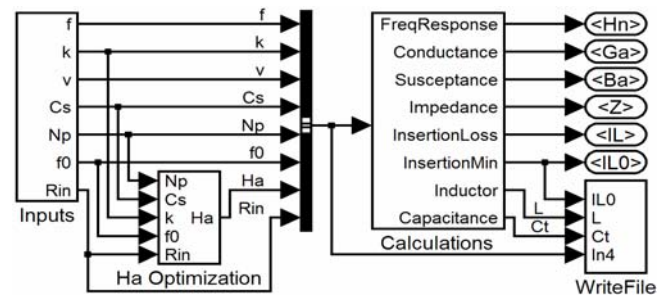 f f FreqResponse <Hn>
k k Conductance <Ga>
v v Susceptance <Ba>
Cs Cs Impedance <Z>
Np Np InsertionLoss <IL>
f0 f0 InsertionMin <IL0>
Rin Np Ha Inductor L IL0
Inputs Cs Rin Capacitance Ct L
k Ha Calculations Ct
f0 In4
Rin WriteFile
Ha Optimization